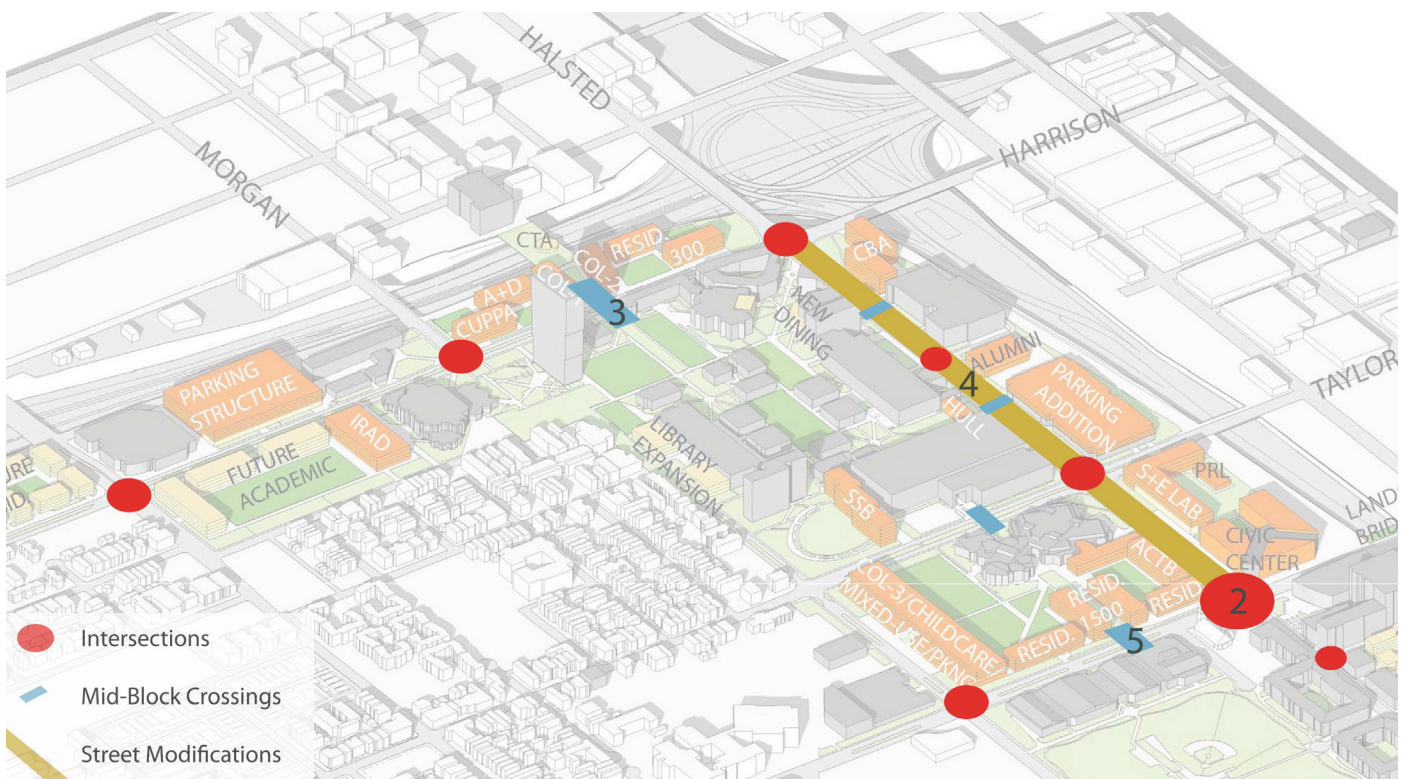 HALSTED
HARRISON
MORGAN
TAYLOR
CTA
RESID.
300
COL-2
COL-1
A+D
CUPPA
CBA
3
NEW
DINING
ALUMNI
4
PARKING
ADDITION
HULL
PARKING
STRUCTURE
IRAD
FUTURE
ACADEMIC
LIBRARY
EXPANSION
SSB
PRL
S+E LAB
CIVIC
CENTER
ACTB
RESID.
1500
RESID.
RESID.
2
5
COL-3/CHILDCARE/
MIXED-USE/PKNG
Intersections
Mid-Block Crossings
Street Modifications